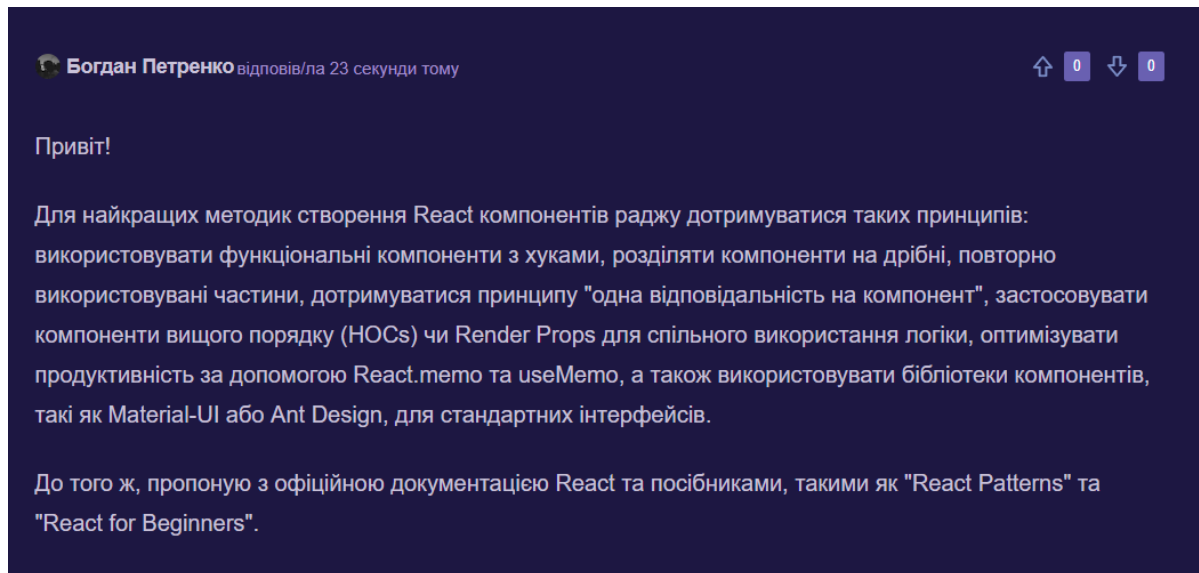 Богдан Петренко відповів/ла 23 секунди тому 0 0
Привіт!
Для найкращих методик створення React компонентів раджу дотримуватися таких принципів:
використовувати функціональні компоненти з хуками, розділяти компоненти на дрібні, повторно
використовувані частини, дотримуватися принципу "одна відповідальність на компонент", застосовувати
компоненти вищого порядку (HOCs) чи Render Props для спільного використання логіки, оптимізувати
продуктивність за допомогою React.memo та useMemo, а також використовувати бібліотеки компонентів,
такі як Material-UI або Ant Design, для стандартних інтерфейсів.
До того ж, пропоную з офіційною документацією React та посібниками, такими як "React Patterns" та
"React for Beginners".